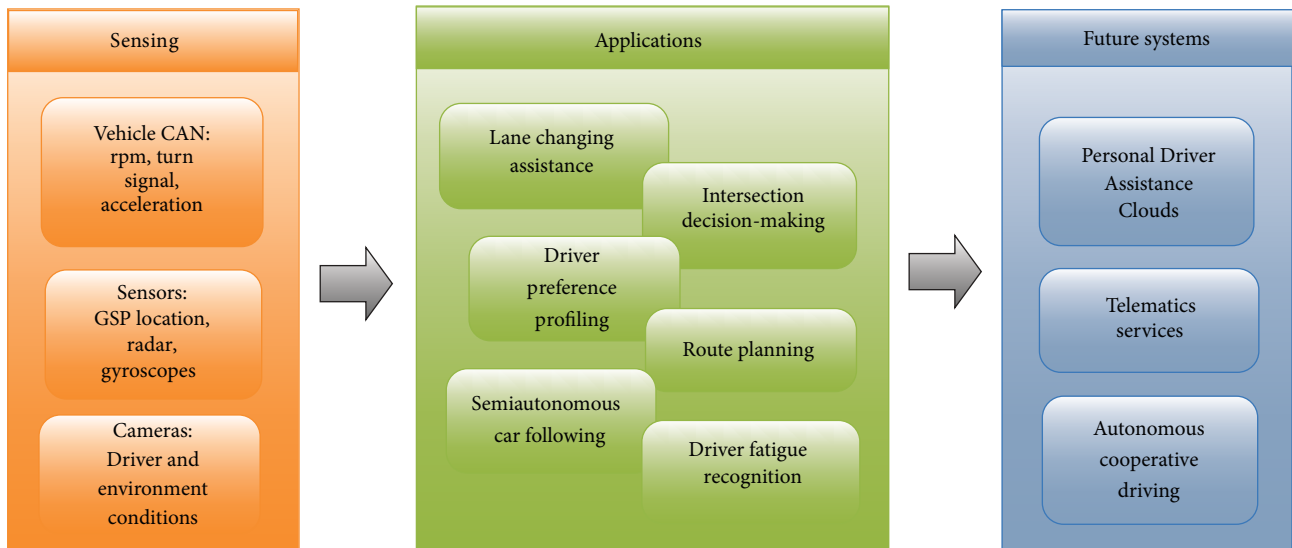 Sensing
Vehicle CAN:
rpm, turn
signal,
acceleration
Sensors:
GSP location,
radar,
gyroscopes
Cameras:
Driver and
environment
conditions
Applications
Lane changing
assistance
Intersection
decision-making
Driver
preference
profiling
Route planning
Semiautonomous
car following
Driver fatigue
recognition
Future systems
Personal Driver
Assistance
Clouds
Telematics
services
Autonomous
cooperative
driving